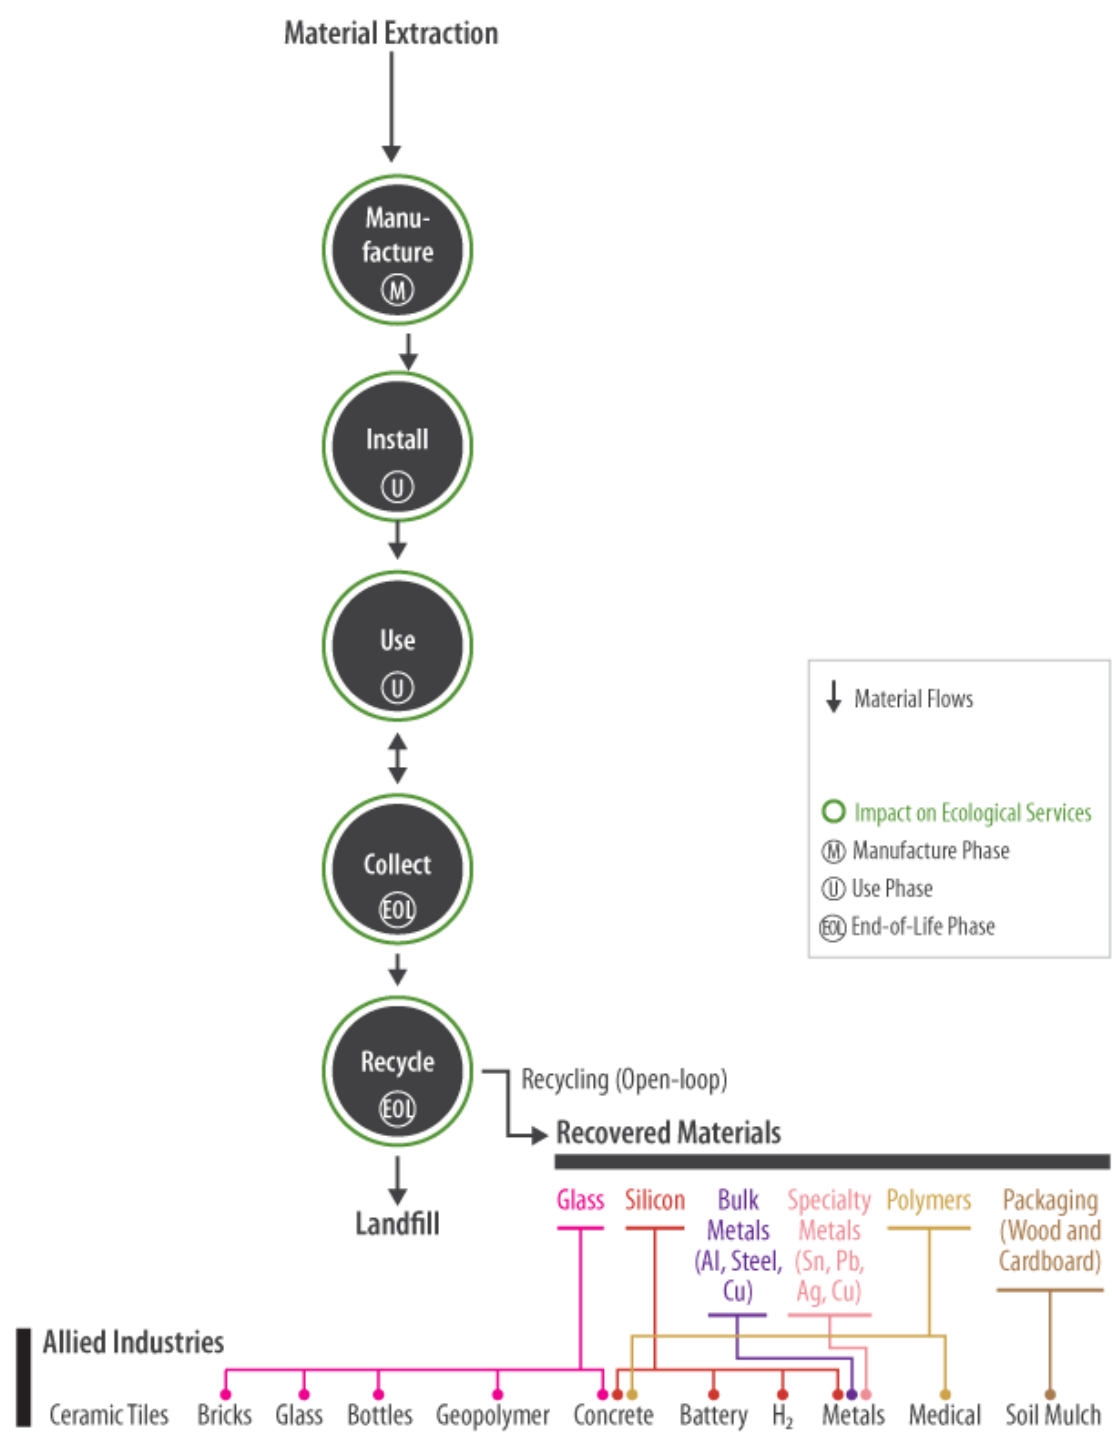 Material Extraction
Manu-
facture
M
Install
U
Use
U
Material Flows
Impact on Ecological Services
M Manufacture Phase
U Use Phase
EOL End-of-Life Phase
Collect
EOL
Recycle
EOL
Recycling (Open-loop)
Recovered Materials
Landfill
Glass
Silicon
Bulk
Metals
(Al, Steel,
Cu)
Specialty
Metals
(Sn, Pb,
Ag, Cu)
Polymers
Packaging
(Wood and
Cardboard)
Allied Industries
Ceramic Tiles Bricks Glass Bottles Geopolymer Concrete Battery H₂ Metals Medical Soil Mulch